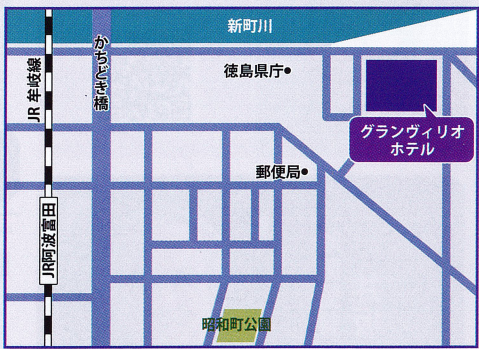 新町川
かちどき橋
JR 牟岐線
徳島県庁
グランヴィリオ
ホテル
郵便局
JR阿波富田
昭和町公園